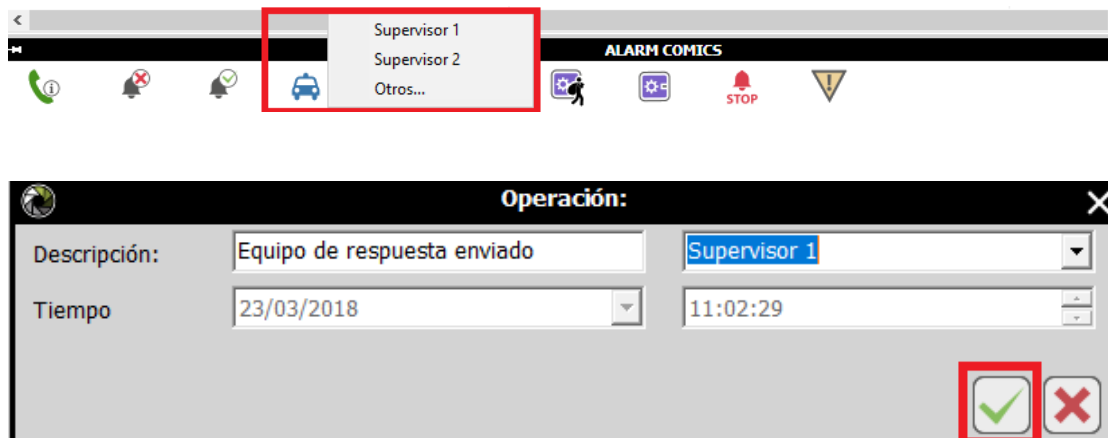 Supervisor 1
Supervisor 2
Otros...
ALARM COMICS
STOP
Operación:
Descripción: Equipo de respuesta enviado Supervisor 1
Tiempo 23/03/2018 11:02:29